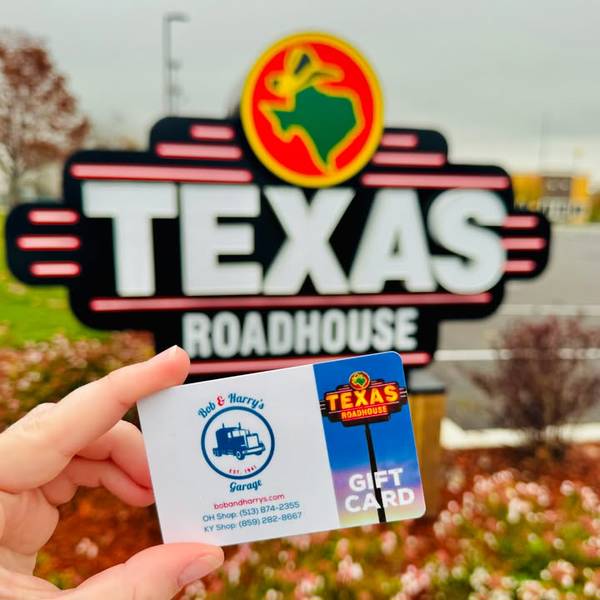 TEXAS
ROADHOUSE
Bob & Harry's
EST. 1941
Garage
bobandharrys.com
OH Shop: (513) 874-2355
KY Shop: (859) 282-8667
TEXAS
ROADHOUSE
GIFT
CARD